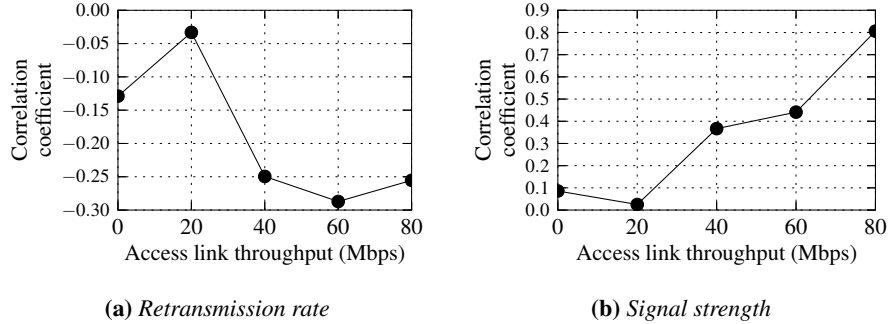 0.00
−0.05
−0.10
−0.15
−0.20
−0.25
−0.30
Correlation
coefficient
0 20 40 60 80
Access link throughput (Mbps)
(a) Retransmission rate
0.9
0.8
0.7
0.6
0.5
0.4
0.3
0.2
0.1
0.0
Correlation
coefficient
0 20 40 60 80
Access link throughput (Mbps)
(b) Signal strength